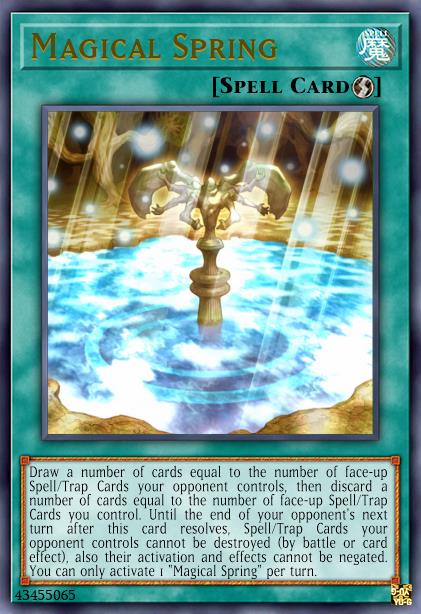 Magical Spring
SPELL
魔
[Spell Card]
Draw a number of cards equal to the number of face-up
Spell/Trap Cards your opponent controls, then discard a
number of cards equal to the number of face-up Spell/Trap
Cards you control. Until the end of your opponent's next
turn after this card resolves, Spell/Trap Cards your
opponent controls cannot be destroyed (by battle or card
effect), also their activation and effects cannot be negated.
You can only activate 1 "Magical Spring" per turn.
43455065